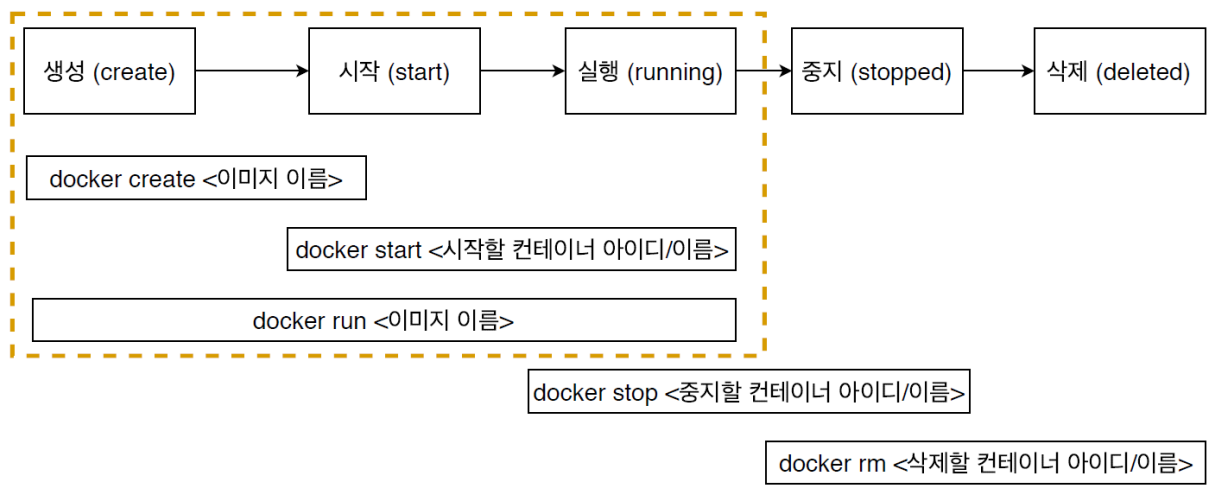 생성 (create)
시작 (start)
실행 (running)
중지 (stopped)
삭제 (deleted)
docker create <이미지 이름>
docker start <시작할 컨테이너 아이디/이름>
docker run <이미지 이름>
docker stop <중지할 컨테이너 아이디/이름>
docker rm <삭제할 컨테이너 아이디/이름>